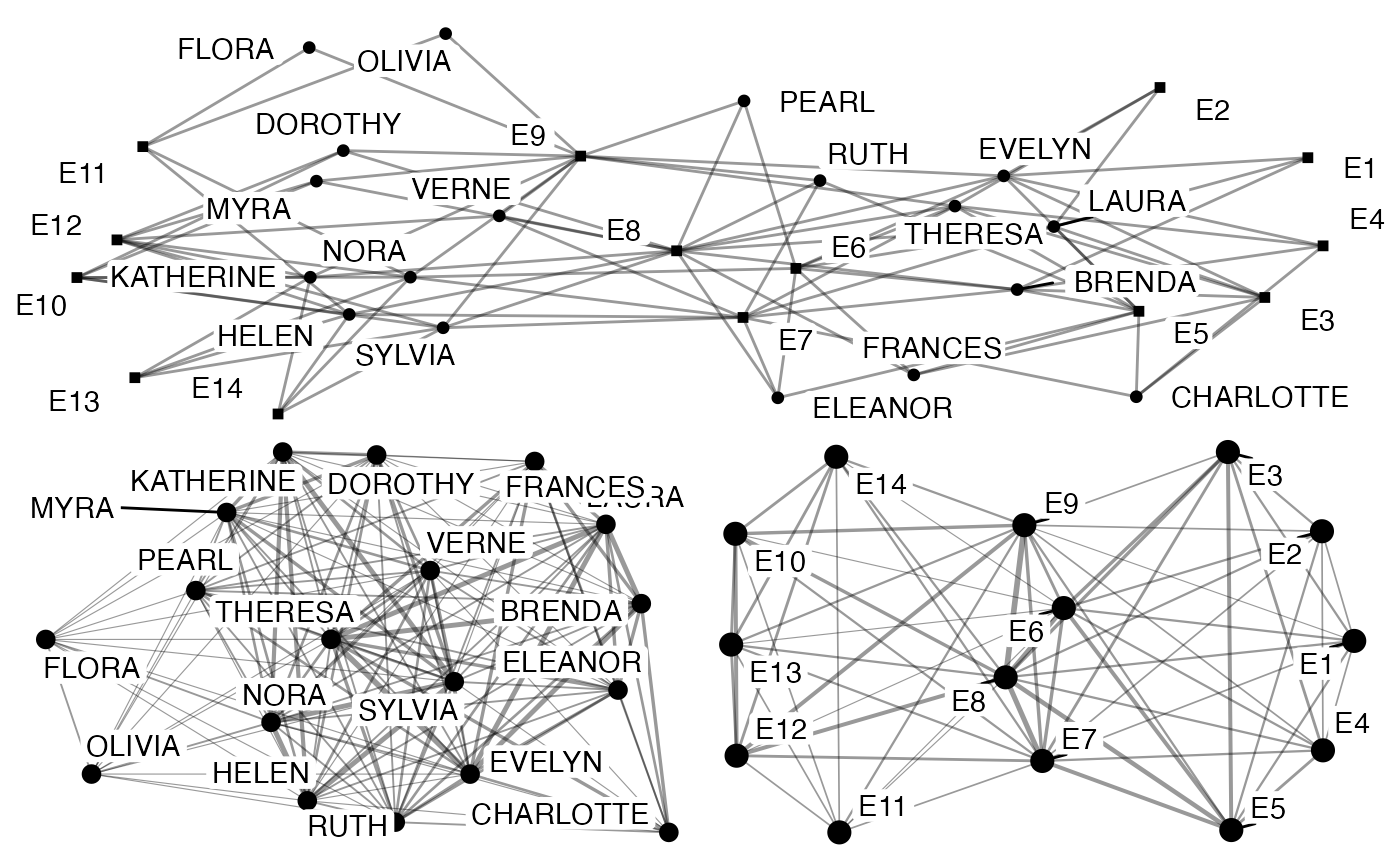 FLORA
OLIVIA
PEARL
E2
DOROTHY
E9
RUTH
EVELYN
E1
E11
MYRA
VERNE
LAURA
E12
E8
E6
THERESA
E4
NORA
KATHERINE
BRENDA
E10
E3
HELEN
SYLVIA
E7
FRANCES
E5
E13
E14
ELEANOR
CHARLOTTE
KATHERINE
DOROTHY
FRANCES
MYRA
VERNE
PEARL
THERESA
BRENDA
FLORA
ELEANOR
NORA
SYLVIA
OLIVIA
HELEN
EVELYN
RUTH
CHARLOTTE
E14
E9
E3
E10
E2
E6
E13
E1
E8
E12
E7
E4
E11
E5